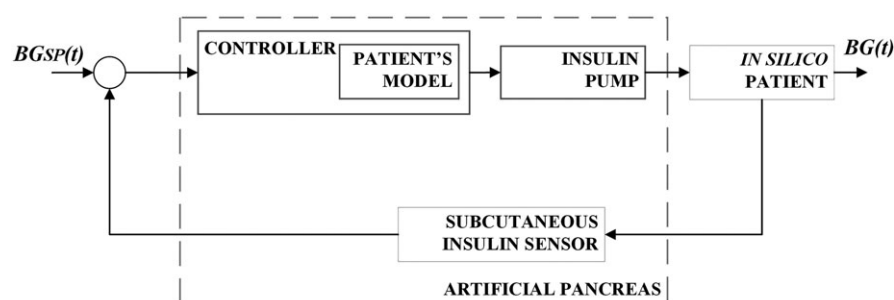 BGSP(t)
CONTROLLER
PATIENT'S
MODEL
INSULIN
PUMP
IN SILICO
PATIENT
BG(t)
SUBCUTANEOUS
INSULIN SENSOR
ARTIFICIAL PANCREAS